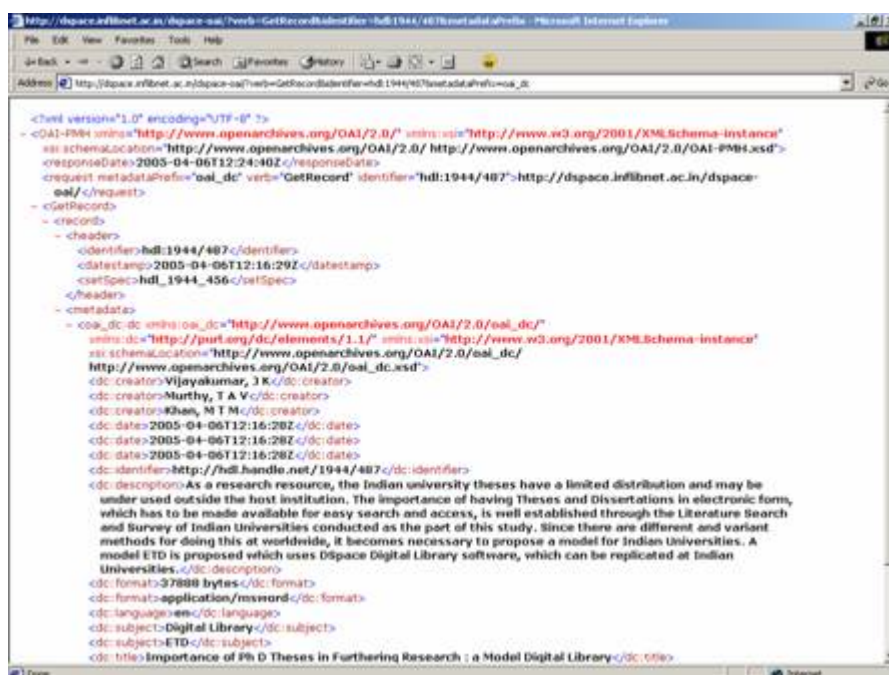 http://dspace.inflibnet.ac.in/dspace-oai/?verb=GetRecord&identifier=hdl:1944/487&metadataPrefix - Microsoft Internet Explorer
File Edit View Favorites Tools Help
Back Search Favorites History
Address http://dspace.inflibnet.ac.in/dspace-oai/?verb=GetRecord&identifier=hdl:1944/487&metadataPrefix=oai_dc Go
<?xml version="1.0" encoding="UTF-8" ?>
- <OAI-PMH xmlns="http://www.openarchives.org/OAI/2.0/" xmlns:xsi="http://www.w3.org/2001/XMLSchema-instance"
xsi:schemaLocation="http://www.openarchives.org/OAI/2.0/ http://www.openarchives.org/OAI/2.0/OAI-PMH.xsd">
<responseDate>2005-04-06T12:24:40Z</responseDate>
<request metadataPrefix="oai_dc" verb="GetRecord" identifier="hdl:1944/487">http://dspace.inflibnet.ac.in/dspace-
oai/</request>
- <GetRecord>
- <record>
- <header>
<identifier>hdl:1944/487</identifier>
<datestamp>2005-04-06T12:16:29Z</datestamp>
<setSpec>hdl_1944_456</setSpec>
</header>
- <metadata>
- <oai_dc:dc xmlns:oai_dc="http://www.openarchives.org/OAI/2.0/oai_dc/"
xmlns:dc="http://purl.org/dc/elements/1.1/" xmlns:xsi="http://www.w3.org/2001/XMLSchema-instance"
xsi:schemaLocation="http://www.openarchives.org/OAI/2.0/oai_dc/
http://www.openarchives.org/OAI/2.0/oai_dc.xsd">
<dc:creator>Vijayakumar, J K</dc:creator>
<dc:creator>Murthy, T A V</dc:creator>
<dc:creator>Khan, M T M</dc:creator>
<dc:date>2005-04-06T12:16:28Z</dc:date>
<dc:date>2005-04-06T12:16:28Z</dc:date>
<dc:date>2005-04-06T12:16:28Z</dc:date>
<dc:identifier>http://hdl.handle.net/1944/487</dc:identifier>
<dc:description>As a research resource, the Indian university theses have a limited distribution and may be
under used outside the host institution. The importance of having Theses and Dissertations in electronic form,
which has to be made available for easy search and access, is well established through the Literature Search
and Survey of Indian Universities conducted as the part of this study. Since there are different and variant
methods for doing this at worldwide, it becomes necessary to propose a model for Indian Universities. A
model ETD is proposed which uses DSpace Digital Library software, which can be replicated at Indian
Universities.</dc:description>
<dc:format>37888 bytes</dc:format>
<dc:format>application/msword</dc:format>
<dc:language>en</dc:language>
<dc:subject>Digital Library</dc:subject>
<dc:subject>ETD</dc:subject>
<dc:title>Importance of Ph D Theses in Furthering Research : a Model Digital Library</dc:title>
Done Internet